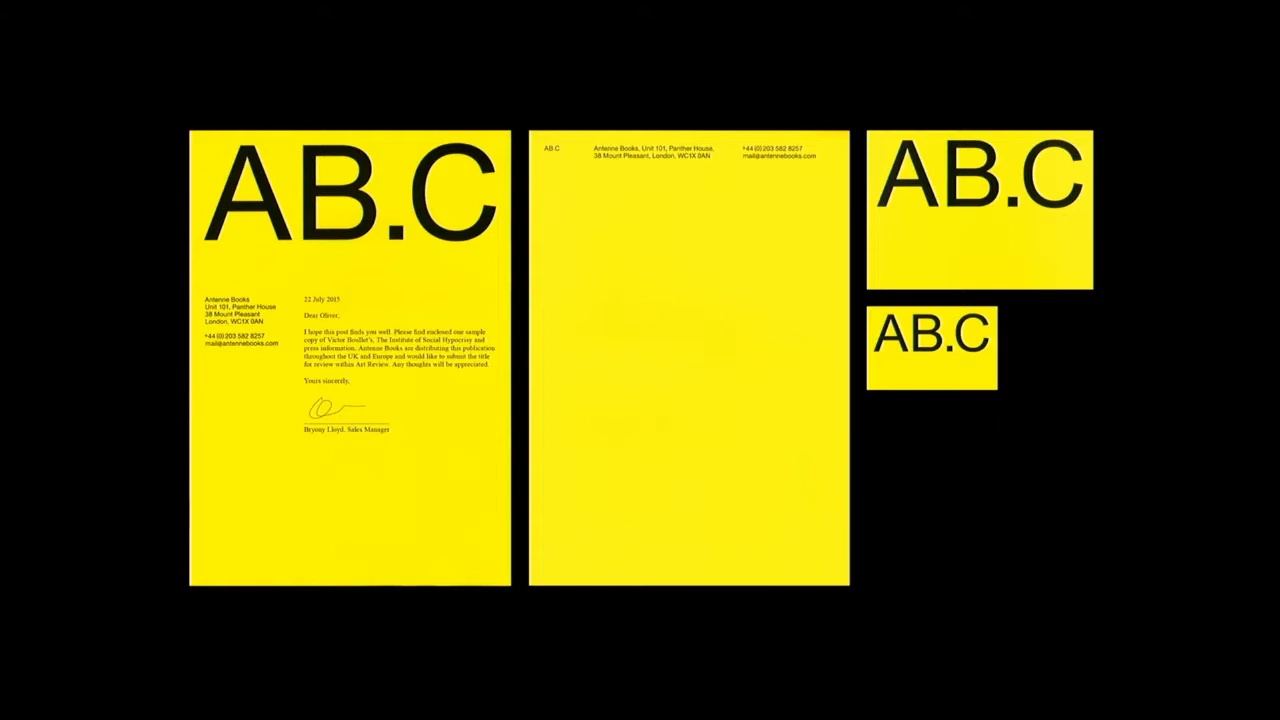 AB.C
Antenne Books
Unit 101, Panther House
38 Mount Pleasant
London, WC1X 0AN
+44 (0) 203 582 8257
mail@antennebooks.com
22 July 2015
Dear Oliver,
I hope this post finds you well. Please find enclosed one sample
copy of Victor Boullet's, The Institute of Social Hypocrisy and
press information. Antenne Books are distributing this publication
throughout the UK and Europe and would like to submit the title
for review within Art Review. Any thoughts will be appreciated.
Yours sincerely,
Bryony Lloyd, Sales Manager
AB.C
Antenne Books, Unit 101, Panther House,
38 Mount Pleasant, London, WC1X 0AN
+44 (0) 203 582 8257
mail@antennebooks.com
AB.C
AB.C